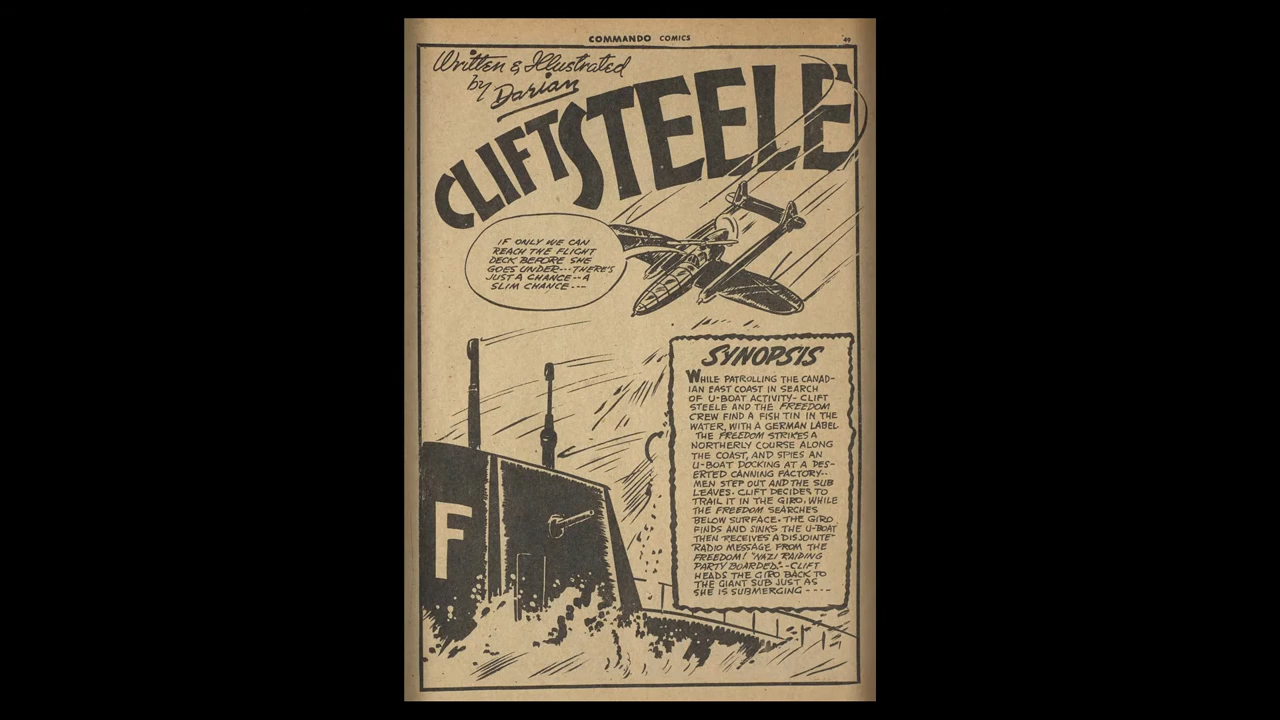 COMMANDO COMICS
49
Written & Illustrated
by Darian
CLIFT STEELE
IF ONLY WE CAN
REACH THE FLIGHT
DECK BEFORE SHE
GOES UNDER---THERE'S
JUST A CHANCE--A
SLIM CHANCE---
SYNOPSIS
WHILE PATROLLING THE CANAD-
IAN EAST COAST IN SEARCH
OF U-BOAT ACTIVITY- CLIFT
STEELE AND THE FREEDOM
CREW FIND A FISH TIN IN THE
WATER, WITH A GERMAN LABEL
THE FREEDOM STRIKES A
NORTHERLY COURSE ALONG
THE COAST, AND SPIES AN
U-BOAT DOCKING AT A DES-
ERTED CANNING FACTORY--
MEN STEP OUT AND THE SUB
LEAVES. CLIFT DECIDES TO
TRAIL IT IN THE GIRO, WHILE
THE FREEDOM SEARCHES
BELOW SURFACE. THE GIRO
FINDS AND SINKS THE U-BOAT
THEN RECEIVES A DISJOINTE-
RADIO MESSAGE FROM THE
FREEDOM! "NAZI RAIDING
PARTY BOARDED."--CLIFT
HEADS THE GIRO BACK TO
THE GIANT SUB JUST AS
SHE IS SUBMERGING ----
F